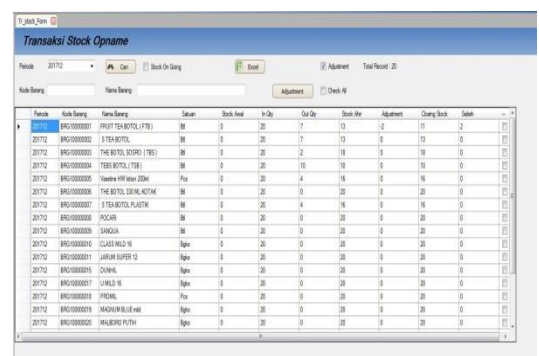 Tr_stock_Form
Transaksi Stock Opname
Periode 201712 Cari Stock On Going Excel Adjustment Total Record : 20
Kode Barang Nama Barang Adjustment Check All
Periode Kode Barang Nama Barang Satuan Stock Awal In Qty Out Qty Stock Ahir Adjustment Closing Stock Selisih
201712 BRG100000001 FRUIT TEA BOTOL ( FTB ) Btl 0 20 7 13 -2 11 2
201712 BRG100000002 S TEA BOTOL Btl 0 20 7 13 0 13 0
201712 BRG100000003 THE BOTOL SOSRO ( TBS ) Btl 0 20 2 18 0 18 0
201712 BRG100000004 TEBS BOTOL ( TSB ) Btl 0 20 10 10 0 10 0
201712 BRG100000005 Vaseline HW lotion 200ml Pcs 0 20 4 16 0 16 0
201712 BRG100000006 THE BOTOL 330 ML KOTAK Btl 0 20 0 20 0 20 0
201712 BRG100000007 S TEA BOTOL PLASTIK Btl 0 20 4 16 0 16 0
201712 BRG100000008 POCARI Btl 0 20 0 20 0 20 0
201712 BRG100000009 SANQUA Btl 0 20 0 20 0 20 0
201712 BRG100000010 CLASS MILD 16 Bgks 0 20 0 20 0 20 0
201712 BRG100000011 JARUM SUPER 12 Bgks 0 20 0 20 0 20 0
201712 BRG100000015 DUNHIL Bgks 0 20 0 20 0 20 0
201712 BRG100000017 U MILD 16 Bgks 0 20 0 20 0 20 0
201712 BRG100000018 PROMIL Pcs 0 20 0 20 0 20 0
201712 BRG100000019 MAGNUM BLUE mild Bgks 0 20 0 20 0 20 0
201712 BRG100000020 MALBORO PUTIH Bgks 0 20 0 20 0 20 0